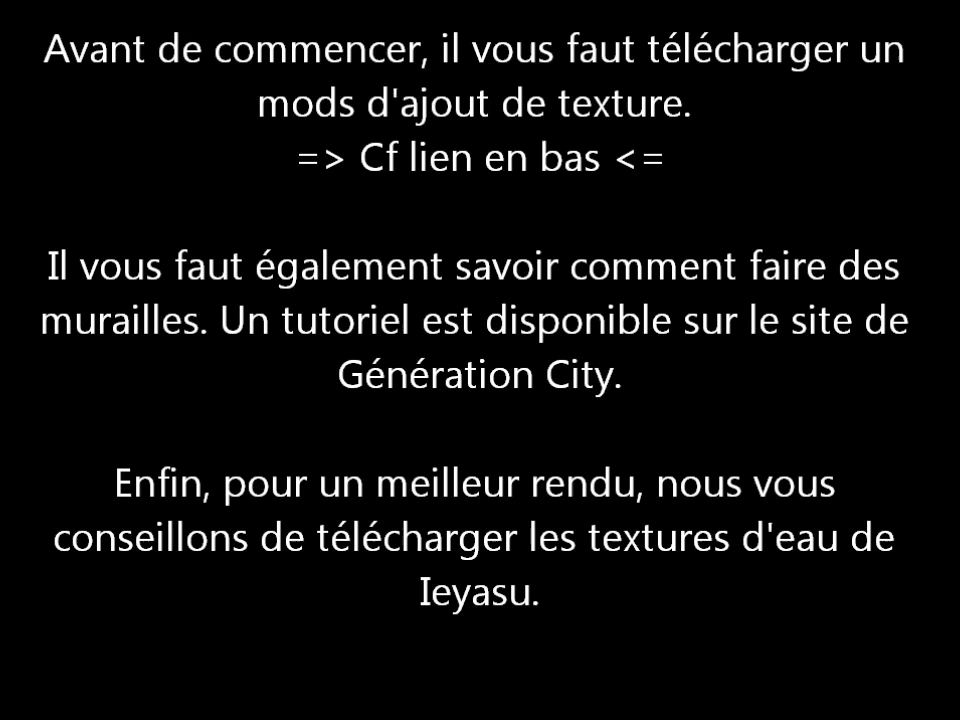 Avant de commencer, il vous faut télécharger un
mods d'ajout de texture.
=> Cf lien en bas <=
Il vous faut également savoir comment faire des
murailles. Un tutoriel est disponible sur le site de
Génération City.
Enfin, pour un meilleur rendu, nous vous
conseillons de télécharger les textures d'eau de
Ieyasu.